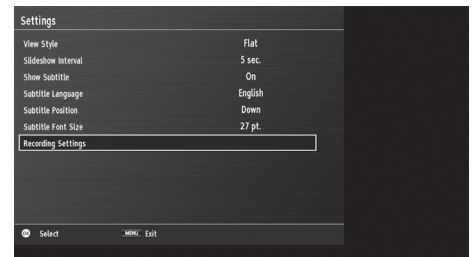 Settings
View Style Flat
Slideshow Interval 5 sec.
Show Subtitle On
Subtitle Language English
Subtitle Position Down
Subtitle Font Size 27 pt.
Recording Settings
OK Select MENU Exit